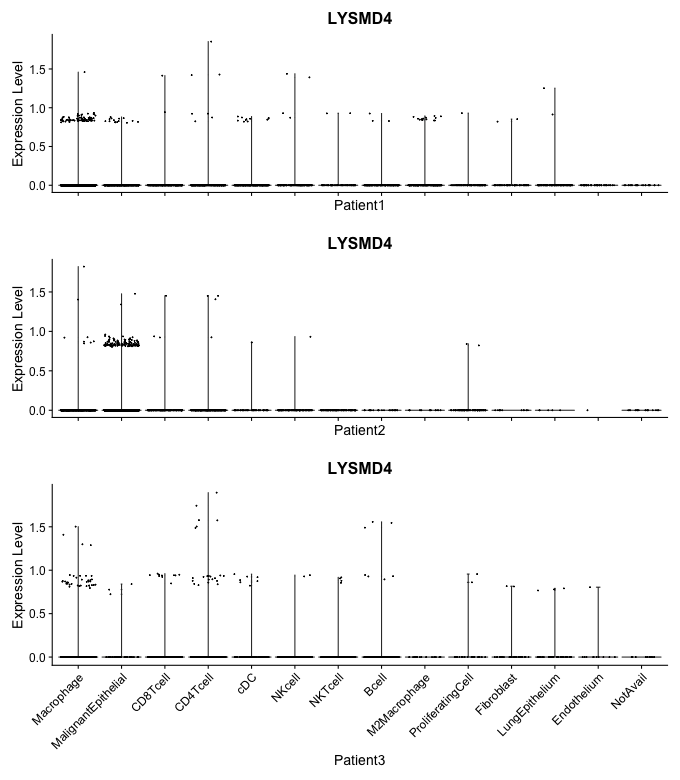 LYSMD4
Expression Level
1.5
1.0
0.5
0.0
Patient1
LYSMD4
Expression Level
1.5
1.0
0.5
0.0
Patient2
LYSMD4
Expression Level
1.5
1.0
0.5
0.0
Macrophage
MalignantEpithelial
CD8Tcell
CD4Tcell
cDC
NKcell
NKTcell
Bcell
M2Macrophage
ProliferatingCell
Fibroblast
LungEpithelium
Endothelium
NotAvail
Patient3